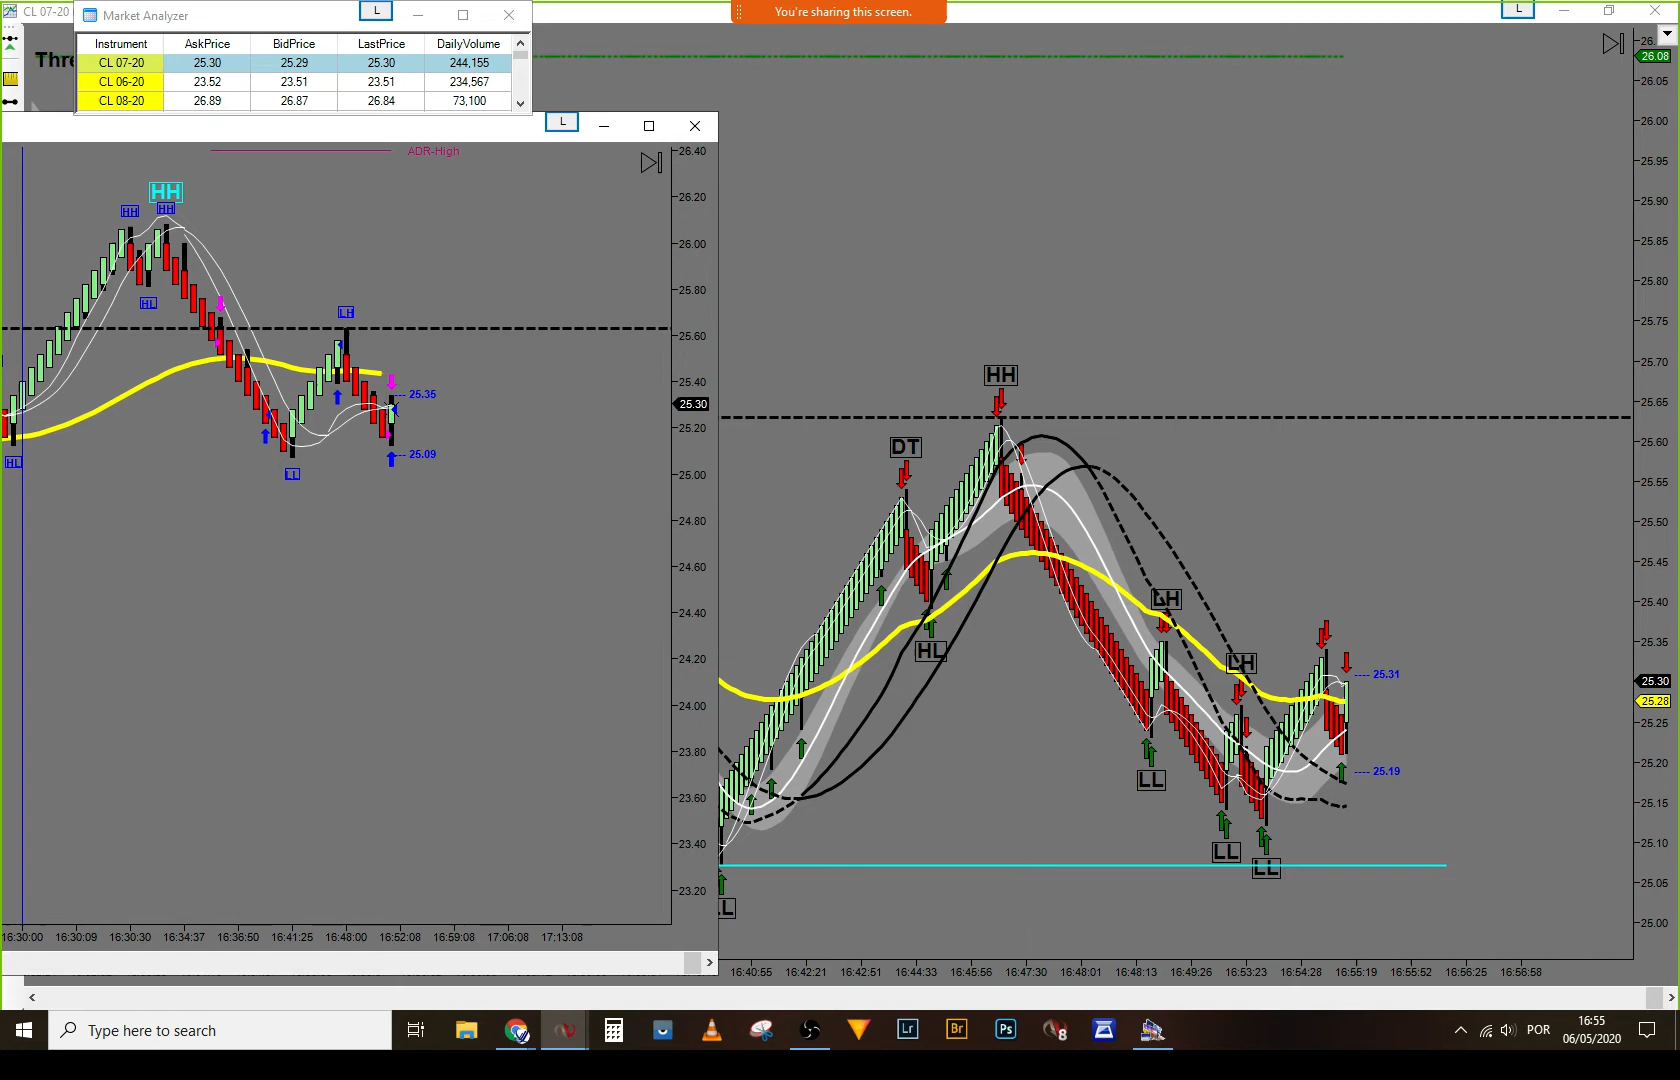 CL 07-20
Market Analyzer
L
You're sharing this screen.
L
Instrument AskPrice BidPrice LastPrice DailyVolume
CL 07-20 25.30 25.29 25.30 244,155
CL 06-20 23.52 23.51 23.51 234,567
CL 08-20 26.89 26.87 26.84 73,100
Thre
L
ADR-High
HH
HH
HH
HL
LH
HL
LL
25.35
25.09
26.40
26.20
26.00
25.80
25.60
25.40
25.30
25.20
25.00
24.80
24.60
24.40
24.20
24.00
23.80
23.60
23.40
23.20
16:30:00 16:30:09 16:30:30 16:34:37 16:36:50 16:41:25 16:48:00 16:52:08 16:59:08 17:06:08 17:13:08
HH
DT
HL
LH
LH
LL
LL
LL
25.31
25.19
26.08
26.05
26.00
25.95
25.90
25.85
25.80
25.75
25.70
25.65
25.60
25.55
25.50
25.45
25.40
25.35
25.30
25.28
25.25
25.20
25.15
25.10
25.05
25.00
16:40:55 16:42:21 16:42:51 16:44:33 16:45:56 16:47:30 16:48:01 16:48:13 16:49:26 16:53:23 16:54:28 16:55:19 16:55:52 16:56:25 16:56:58
Type here to search
Lr
Br
Ps
8
POR
16:55
06/05/2020